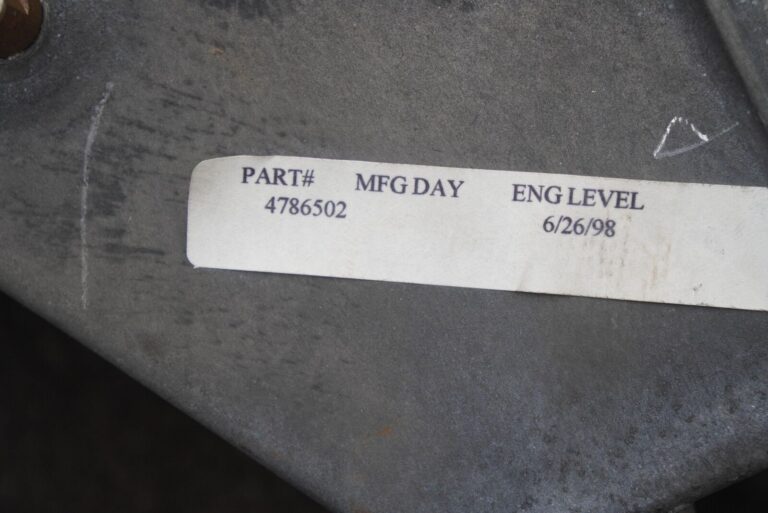 PART# MFG DAY ENG LEVEL
4786502 6/26/98